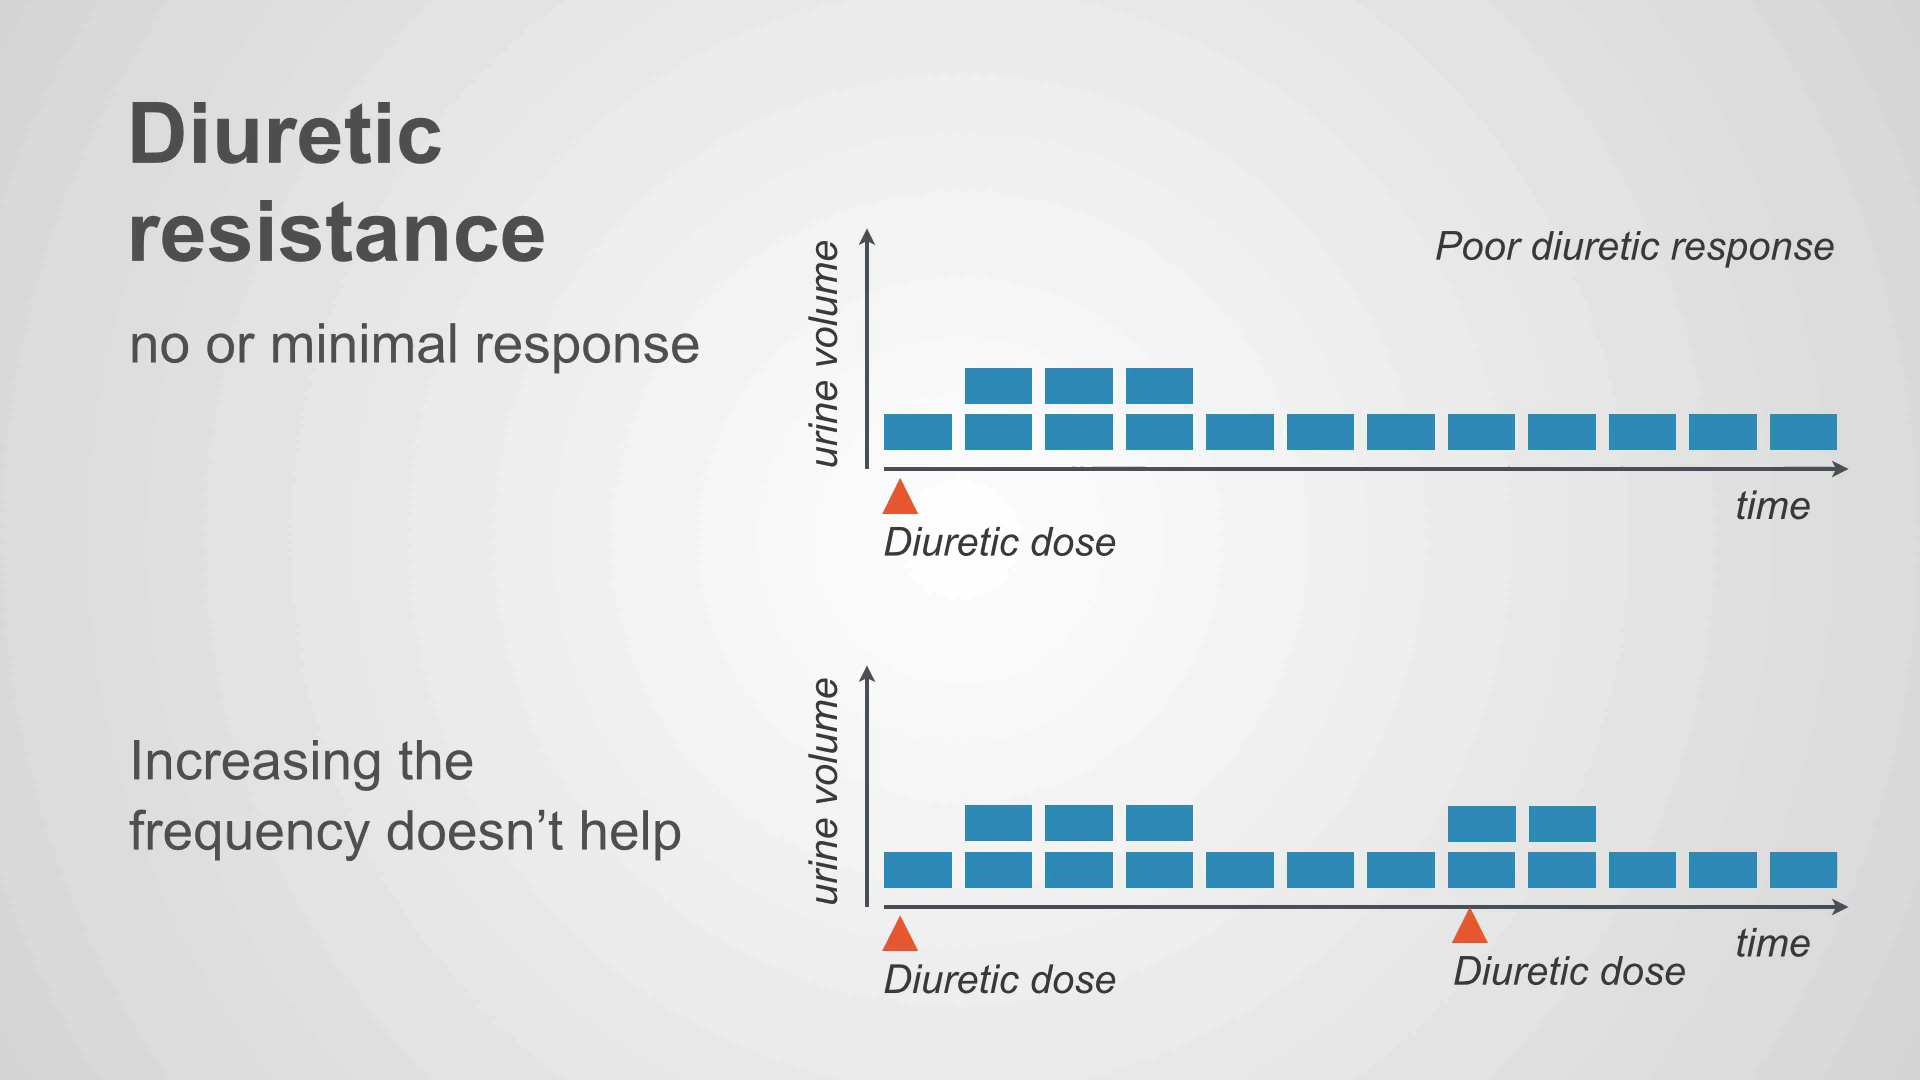 Diuretic
resistance
no or minimal response
Poor diuretic response
urine volume
time
Diuretic dose
Increasing the
frequency doesn’t help
urine volume
time
Diuretic dose
Diuretic dose